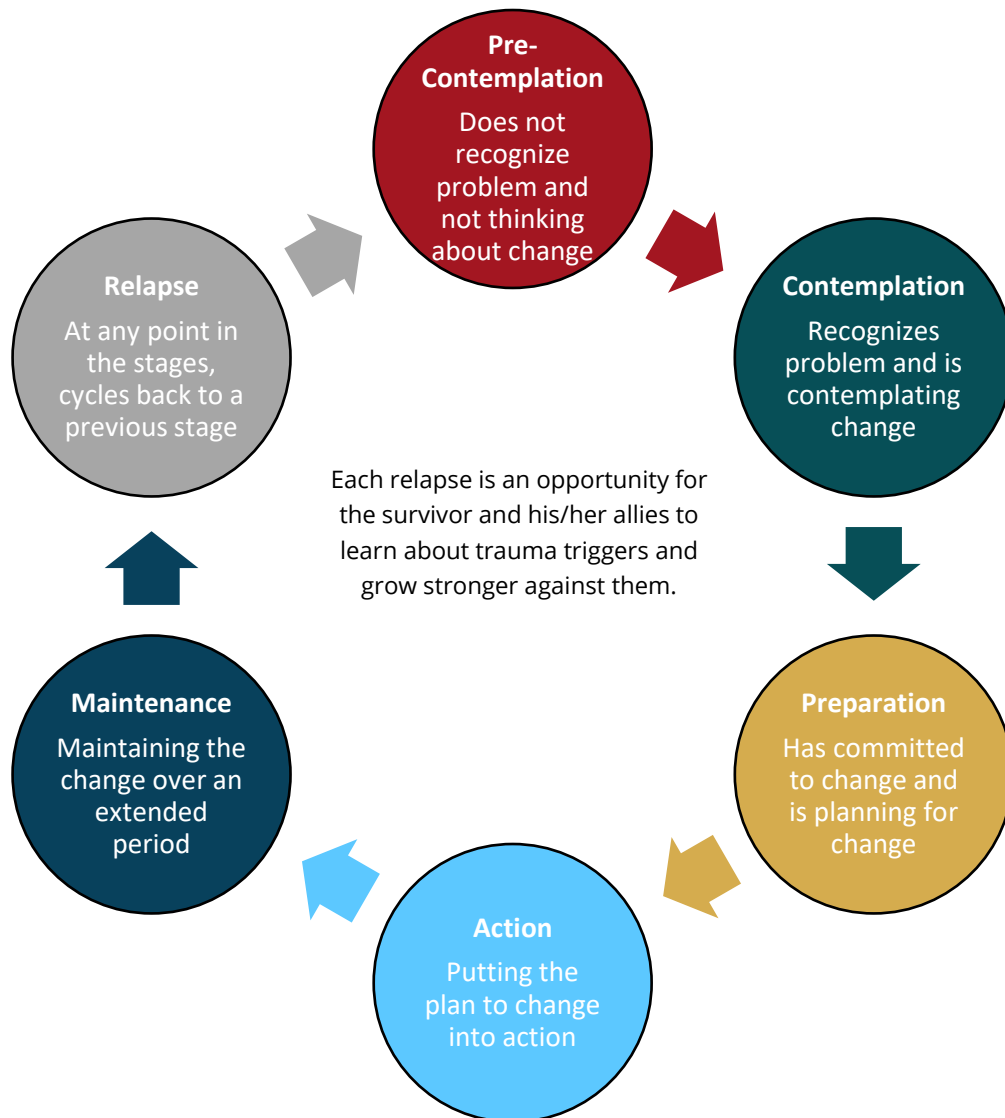 Pre-
Contemplation
Does not
recognize
problem and
not thinking
about change
Contemplation
Recognizes
problem and is
contemplating
change
Preparation
Has committed
to change and
is planning for
change
Action
Putting the
plan to change
into action
Maintenance
Maintaining the
change over an
extended
period
Relapse
At any point in
the stages,
cycles back to a
previous stage
Each relapse is an opportunity for
the survivor and his/her allies to
learn about trauma triggers and
grow stronger against them.